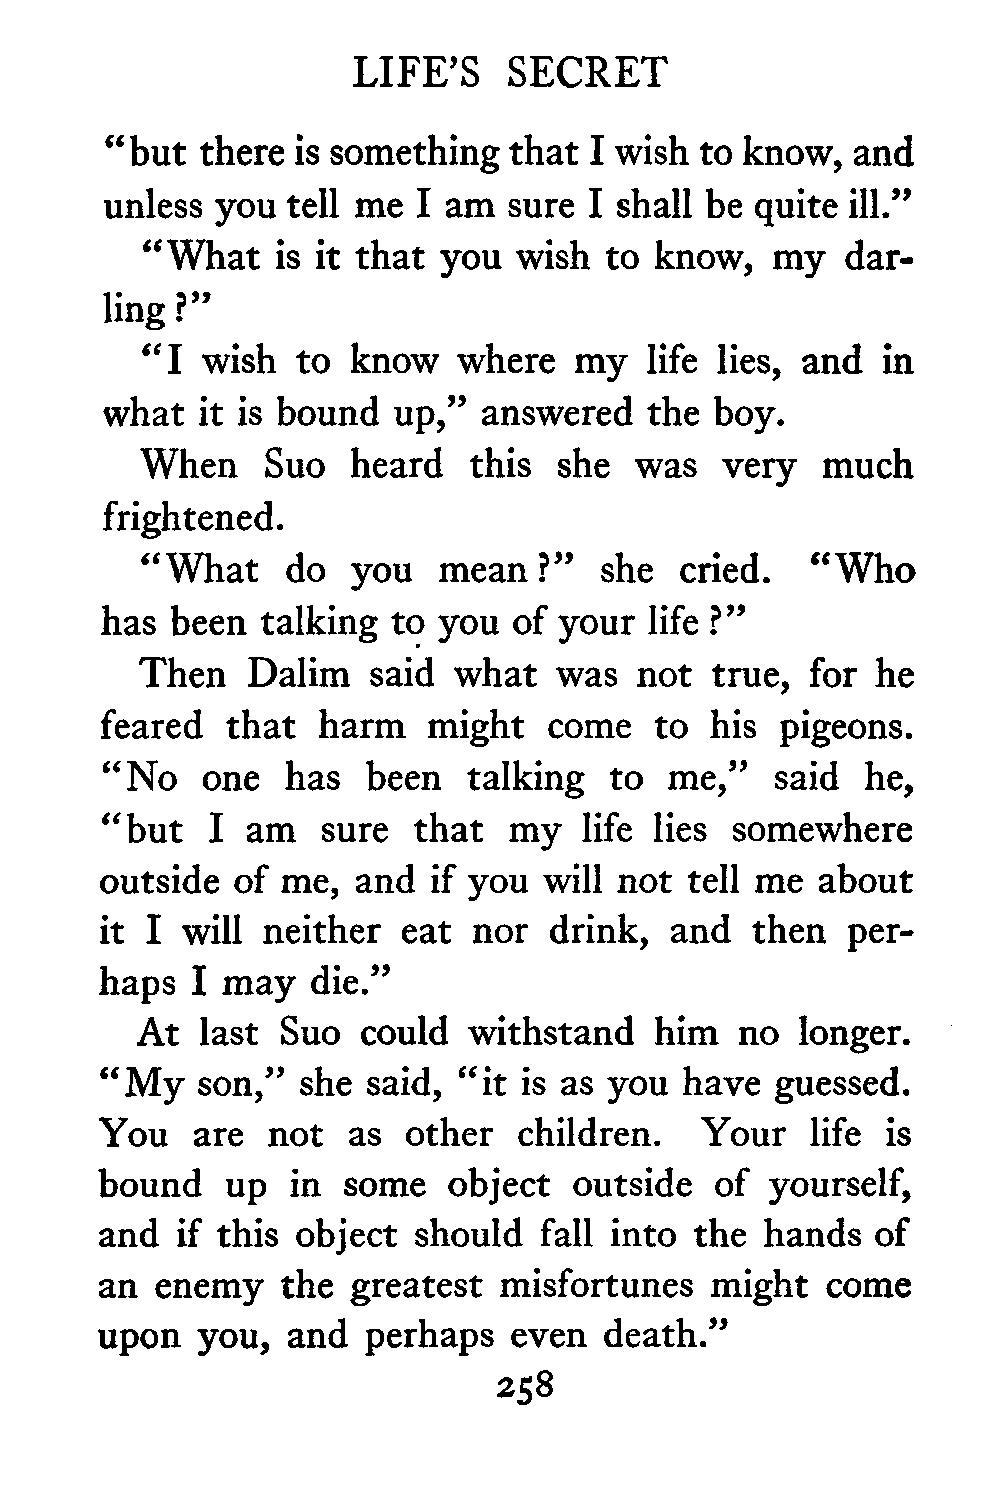 LIFE'S SECRET
“but there is something that I wish to know, and
unless you tell me I am sure I shall be quite ill.”
“What is it that you wish to know, my dar-
ling?”
“I wish to know where my life lies, and in
what it is bound up,” answered the boy.
When Suo heard this she was very much
frightened.
“What do you mean?” she cried. “Who
has been talking to you of your life?”
Then Dalim said what was not true, for he
feared that harm might come to his pigeons.
“No one has been talking to me,” said he,
“but I am sure that my life lies somewhere
outside of me, and if you will not tell me about
it I will neither eat nor drink, and then per-
haps I may die.”
At last Suo could withstand him no longer.
“My son,” she said, “it is as you have guessed.
You are not as other children. Your life is
bound up in some object outside of yourself,
and if this object should fall into the hands of
an enemy the greatest misfortunes might come
upon you, and perhaps even death.”
258